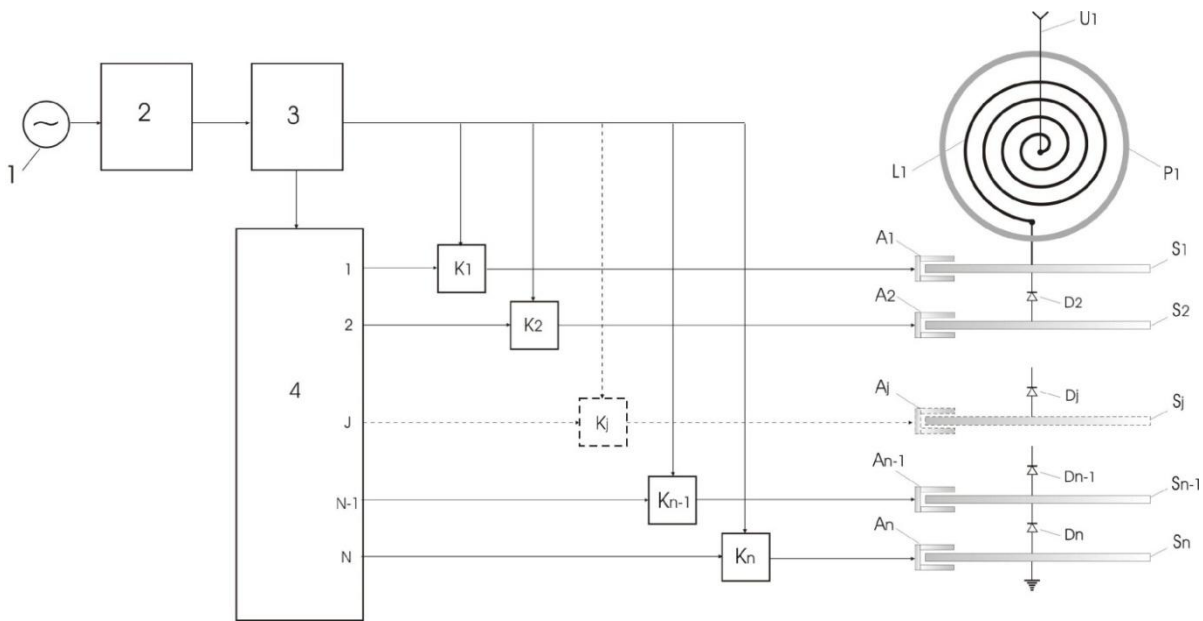 U1
2
3
1
L1
P1
A1
S1
1
K1
D2
A2
S2
2
K2
4
Aj
Dj
Sj
J
Kj
An-1
Dn-1
Sn-1
N-1
Kn-1
An
Dn
Sn
N
Kn